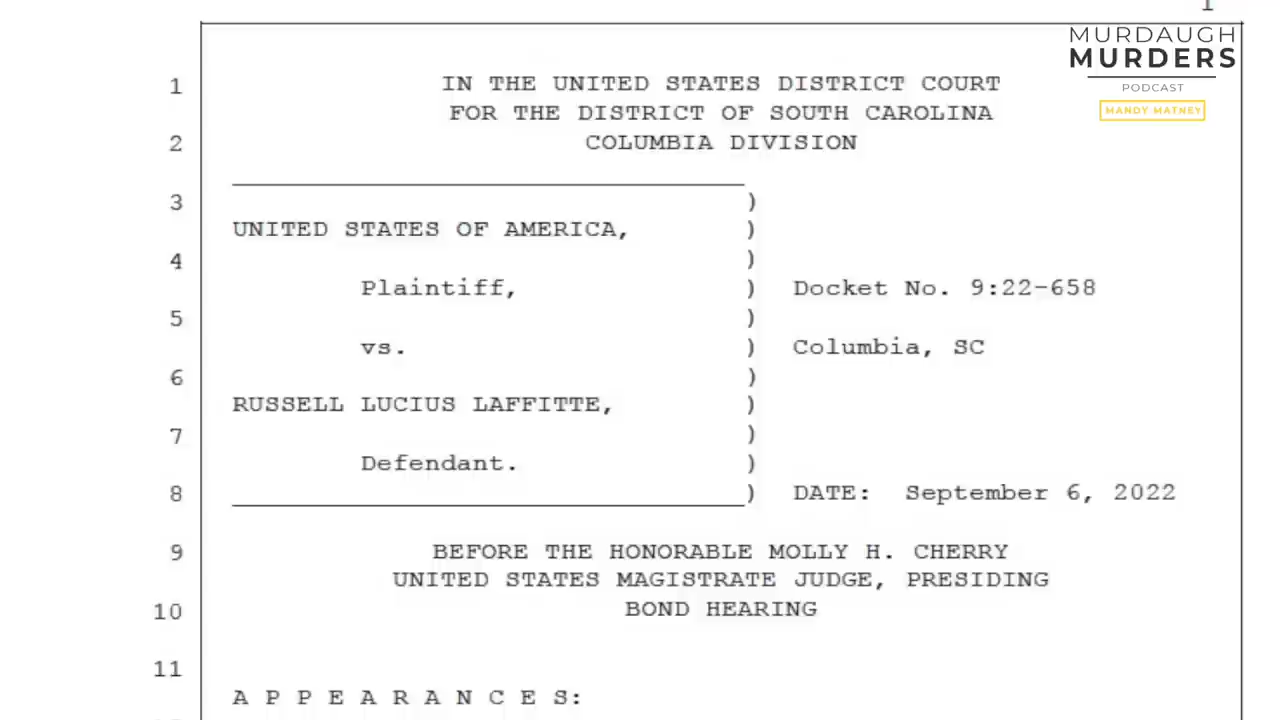 1
MURDAUGH
MURDERS
PODCAST
MANDY MATNEY
1 IN THE UNITED STATES DISTRICT COURT
FOR THE DISTRICT OF SOUTH CAROLINA
2 COLUMBIA DIVISION
3 )
UNITED STATES OF AMERICA, )
4 )
Plaintiff, ) Docket No. 9:22-658
5 )
vs. ) Columbia, SC
6 )
RUSSELL LUCIUS LAFFITTE, )
7 )
Defendant. )
8 ) DATE: September 6, 2022
9 BEFORE THE HONORABLE MOLLY H. CHERRY
UNITED STATES MAGISTRATE JUDGE, PRESIDING
10 BOND HEARING
11
A P P E A R A N C E S: